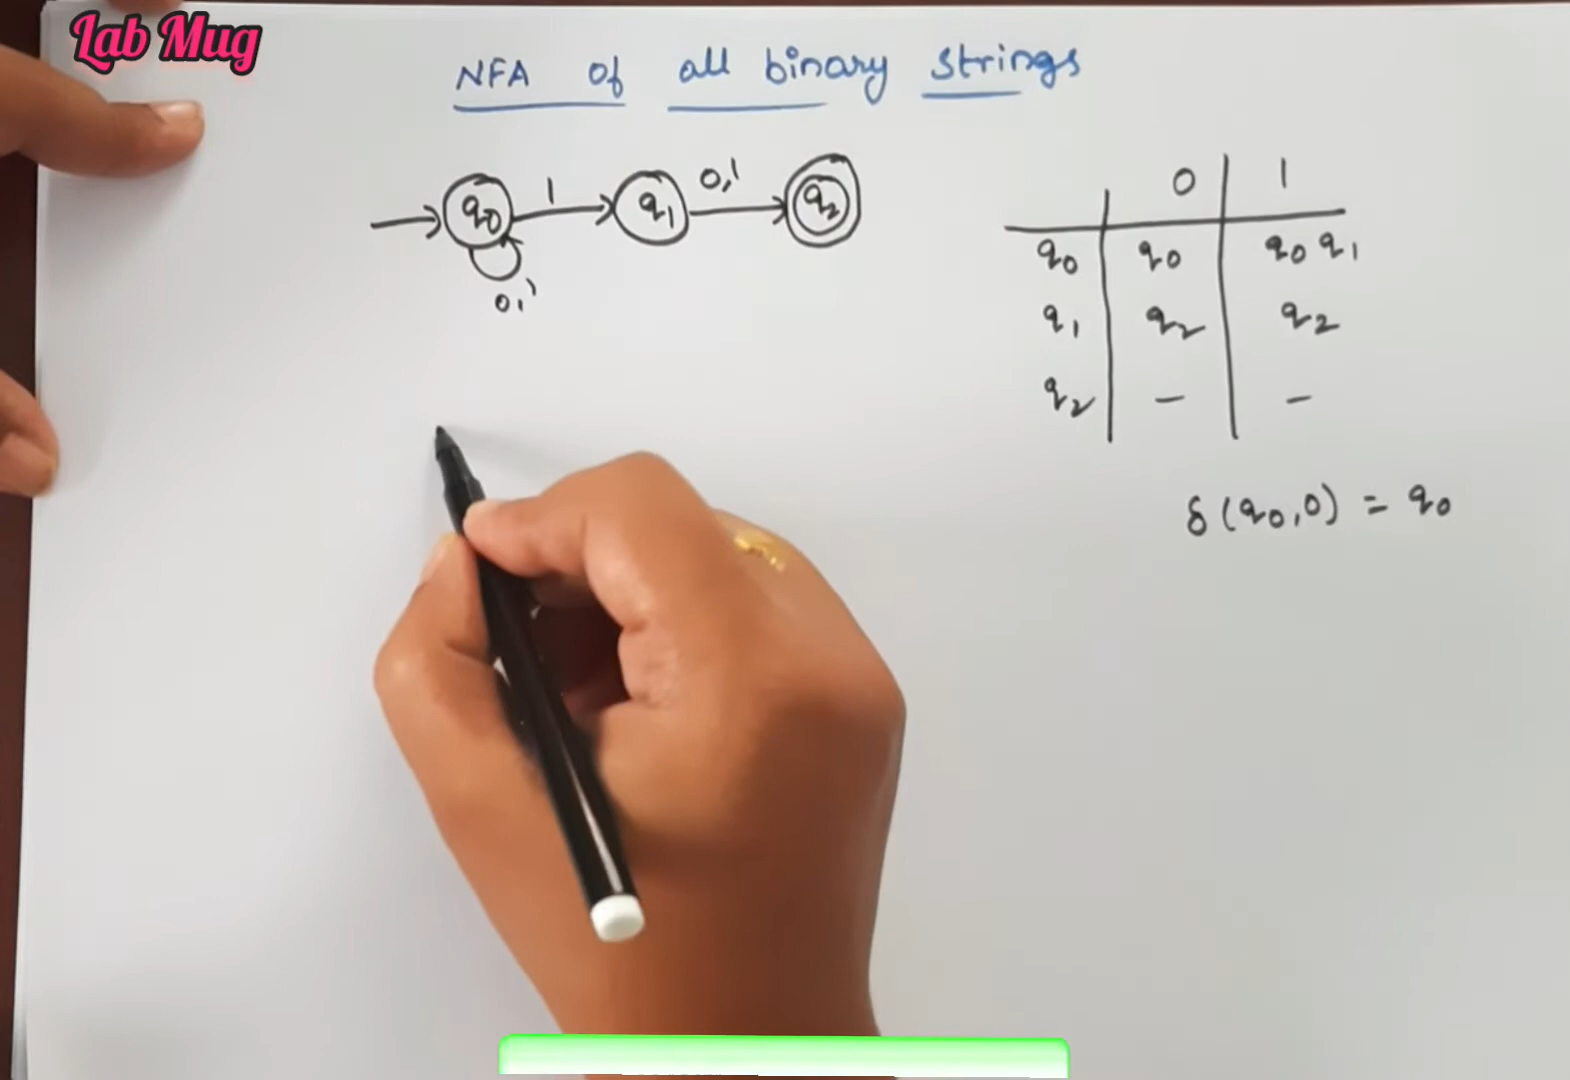 Lab Mug
NFA of all binary strings
q0 1 q1 0,1 q2
0,1
0 1
q0 q0 q0 q1
q1 q2 q2
q2 – –
δ(q0,0) = q0